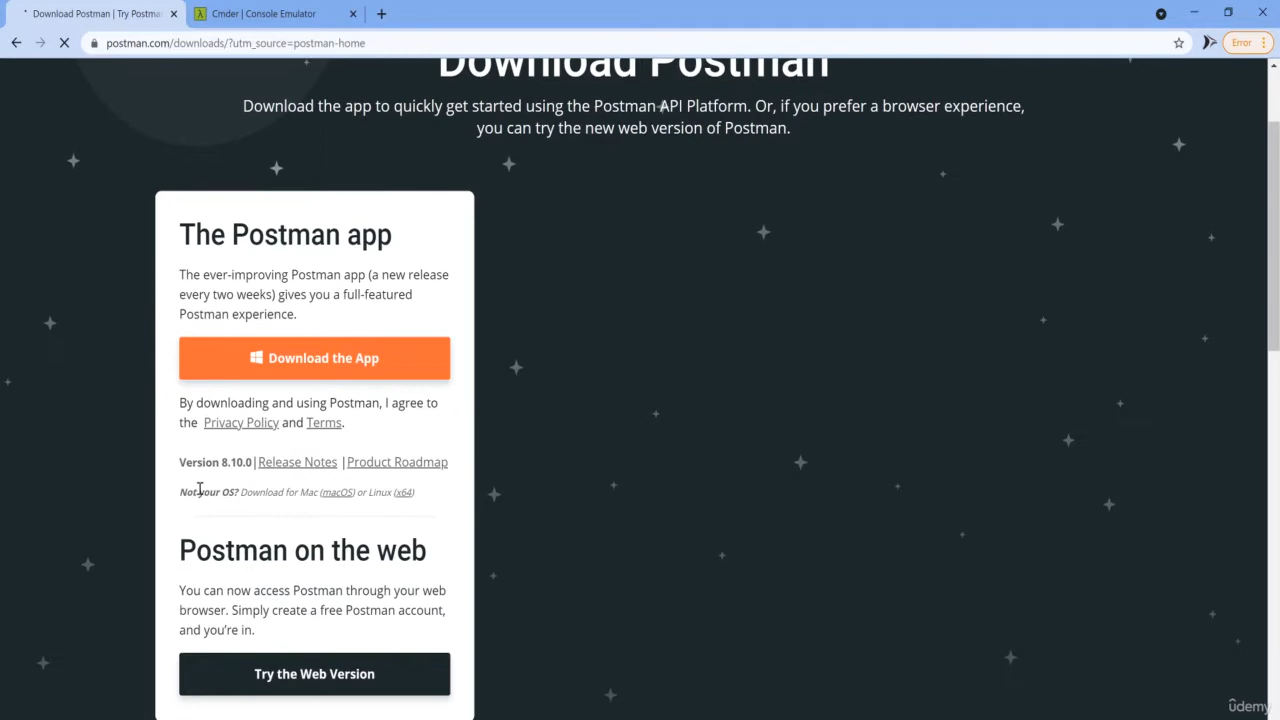 Download Postman | Try Postma
Cmder | Console Emulator
postman.com/downloads/?utm_source=postman-home
Error
Download Postman
Download the app to quickly get started using the Postman API Platform. Or, if you prefer a browser experience,
you can try the new web version of Postman.
The Postman app
The ever-improving Postman app (a new release
every two weeks) gives you a full-featured
Postman experience.
Download the App
By downloading and using Postman, I agree to
the Privacy Policy and Terms.
Version 8.10.0|Release Notes |Product Roadmap
Not your OS? Download for Mac (macOS) or Linux (x64)
Postman on the web
You can now access Postman through your web
browser. Simply create a free Postman account,
and you're in.
Try the Web Version
ûdemy